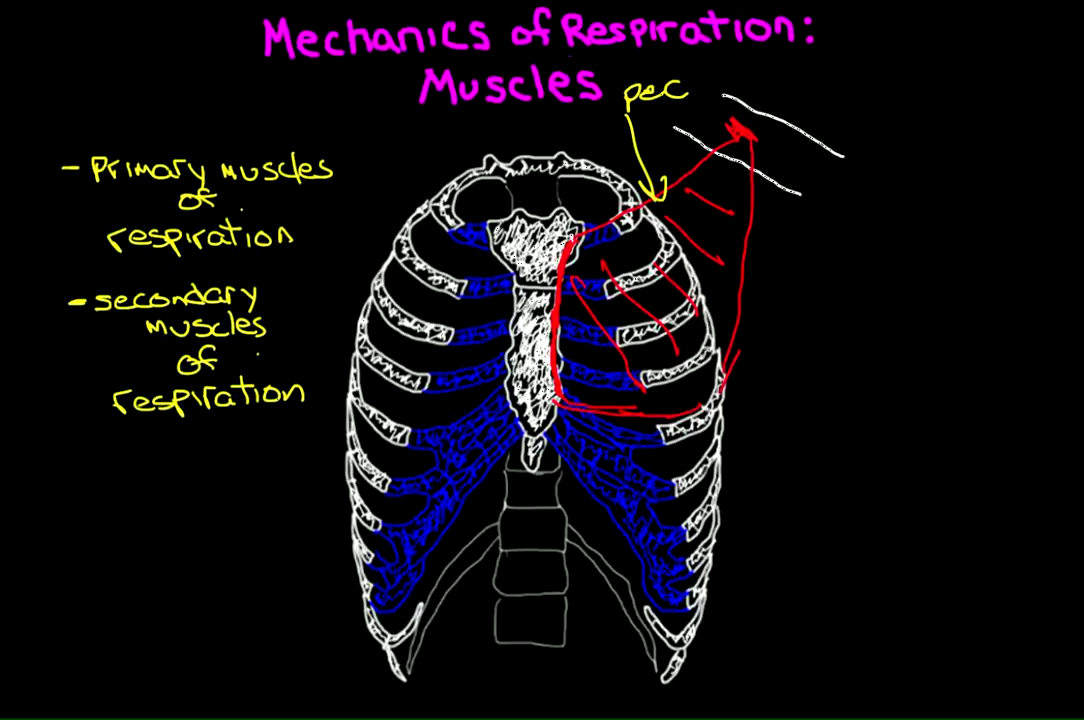 Mechanics of Respiration:
Muscles
pec
- Primary muscles
of
respiration
- secondary
muscles
of
respiration